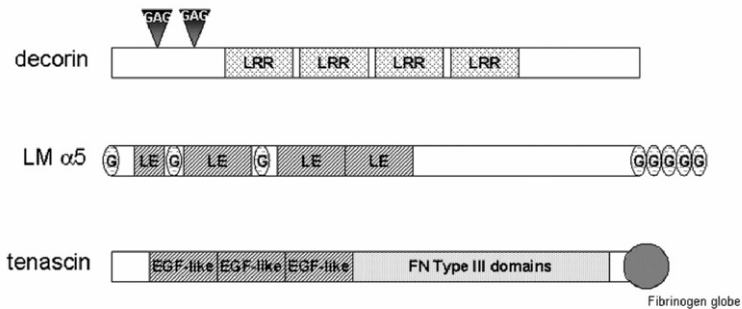 GAG GAG
decorin LRR LRR LRR LRR
LM α5 G LE G LE G LE LE G G G G G
tenascin EGF-like EGF-like EGF-like FN Type III domains
Fibrinogen globe